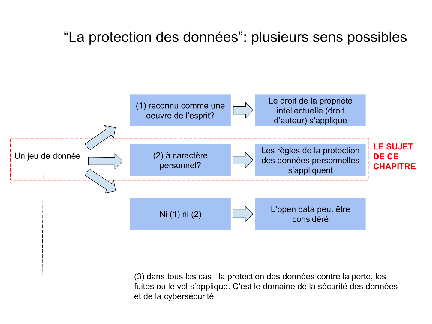 “La protection des données”: plusieurs sens possibles
(1) reconnu comme une
oeuvre de l'esprit?
Le droit de la propriété
intellectuelle (droit
d'auteur) s'applique
Un jeu de donnée
(2) à caractère
personnel?
Les règles de la protection
des données personnelles
s'appliquent
LE SUJET
DE CE
CHAPITRE
Ni (1) ni (2)
L'open data peut être
considéré
(3) dans tous les cas : la protection des données contre la perte, les
fuites ou le vol s'applique. C'est le domaine de la sécurité des données
et de la cybersécurité